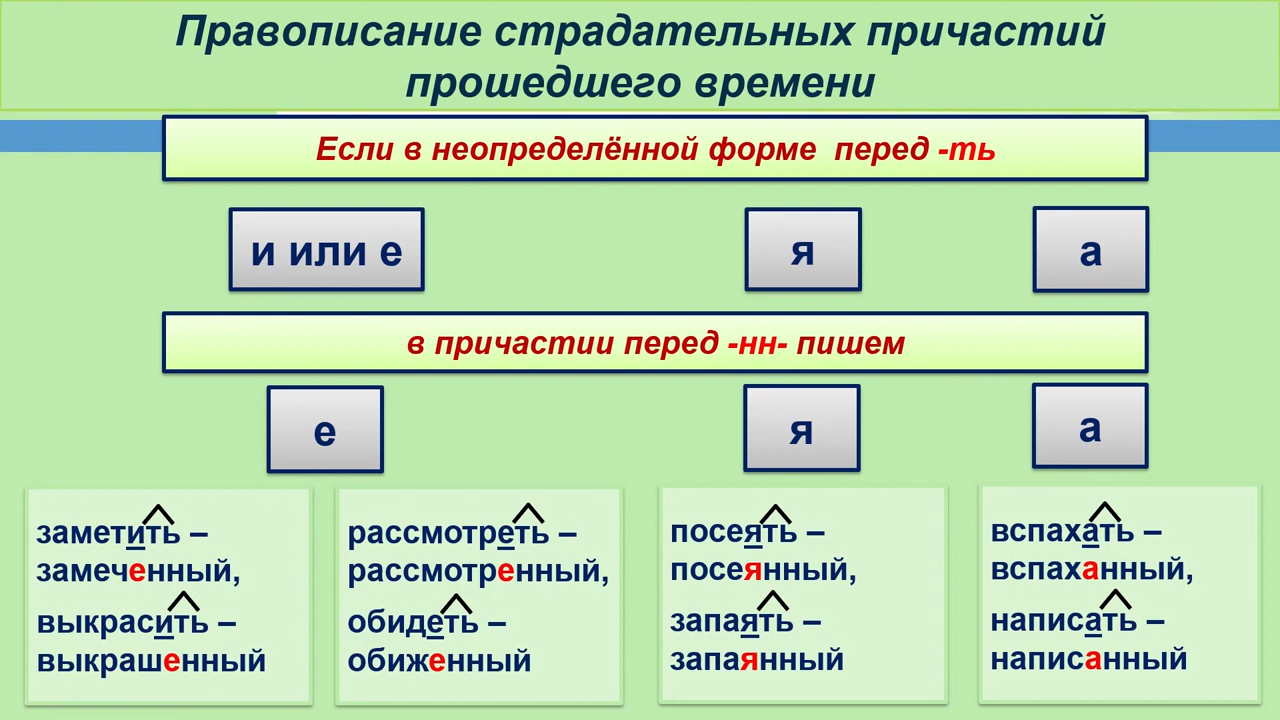 Правописание страдательных причастий
прошедшего времени
Если в неопределённой форме перед -ть
и или е
я
а
в причастии перед -нн- пишем
е
я
а
заметить –
замеченный,
выкрасить –
выкрашенный
рассмотреть –
рассмотренный,
обидеть –
обиженный
посеять –
посеянный,
запаять –
запаянный
вспахать –
вспаханный,
написать –
написанный